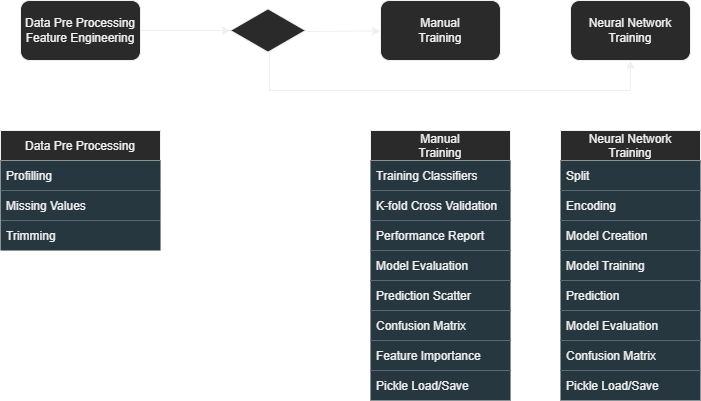 Data Pre Processing
Feature Engineering
Manual
Training
Neural Network
Training
Data Pre Processing
Profilling
Missing Values
Trimming
Manual
Training
Training Classifiers
K-fold Cross Validation
Performance Report
Model Evaluation
Prediction Scatter
Confusion Matrix
Feature Importance
Pickle Load/Save
Neural Network
Training
Split
Encoding
Model Creation
Model Training
Prediction
Model Evaluation
Confusion Matrix
Pickle Load/Save